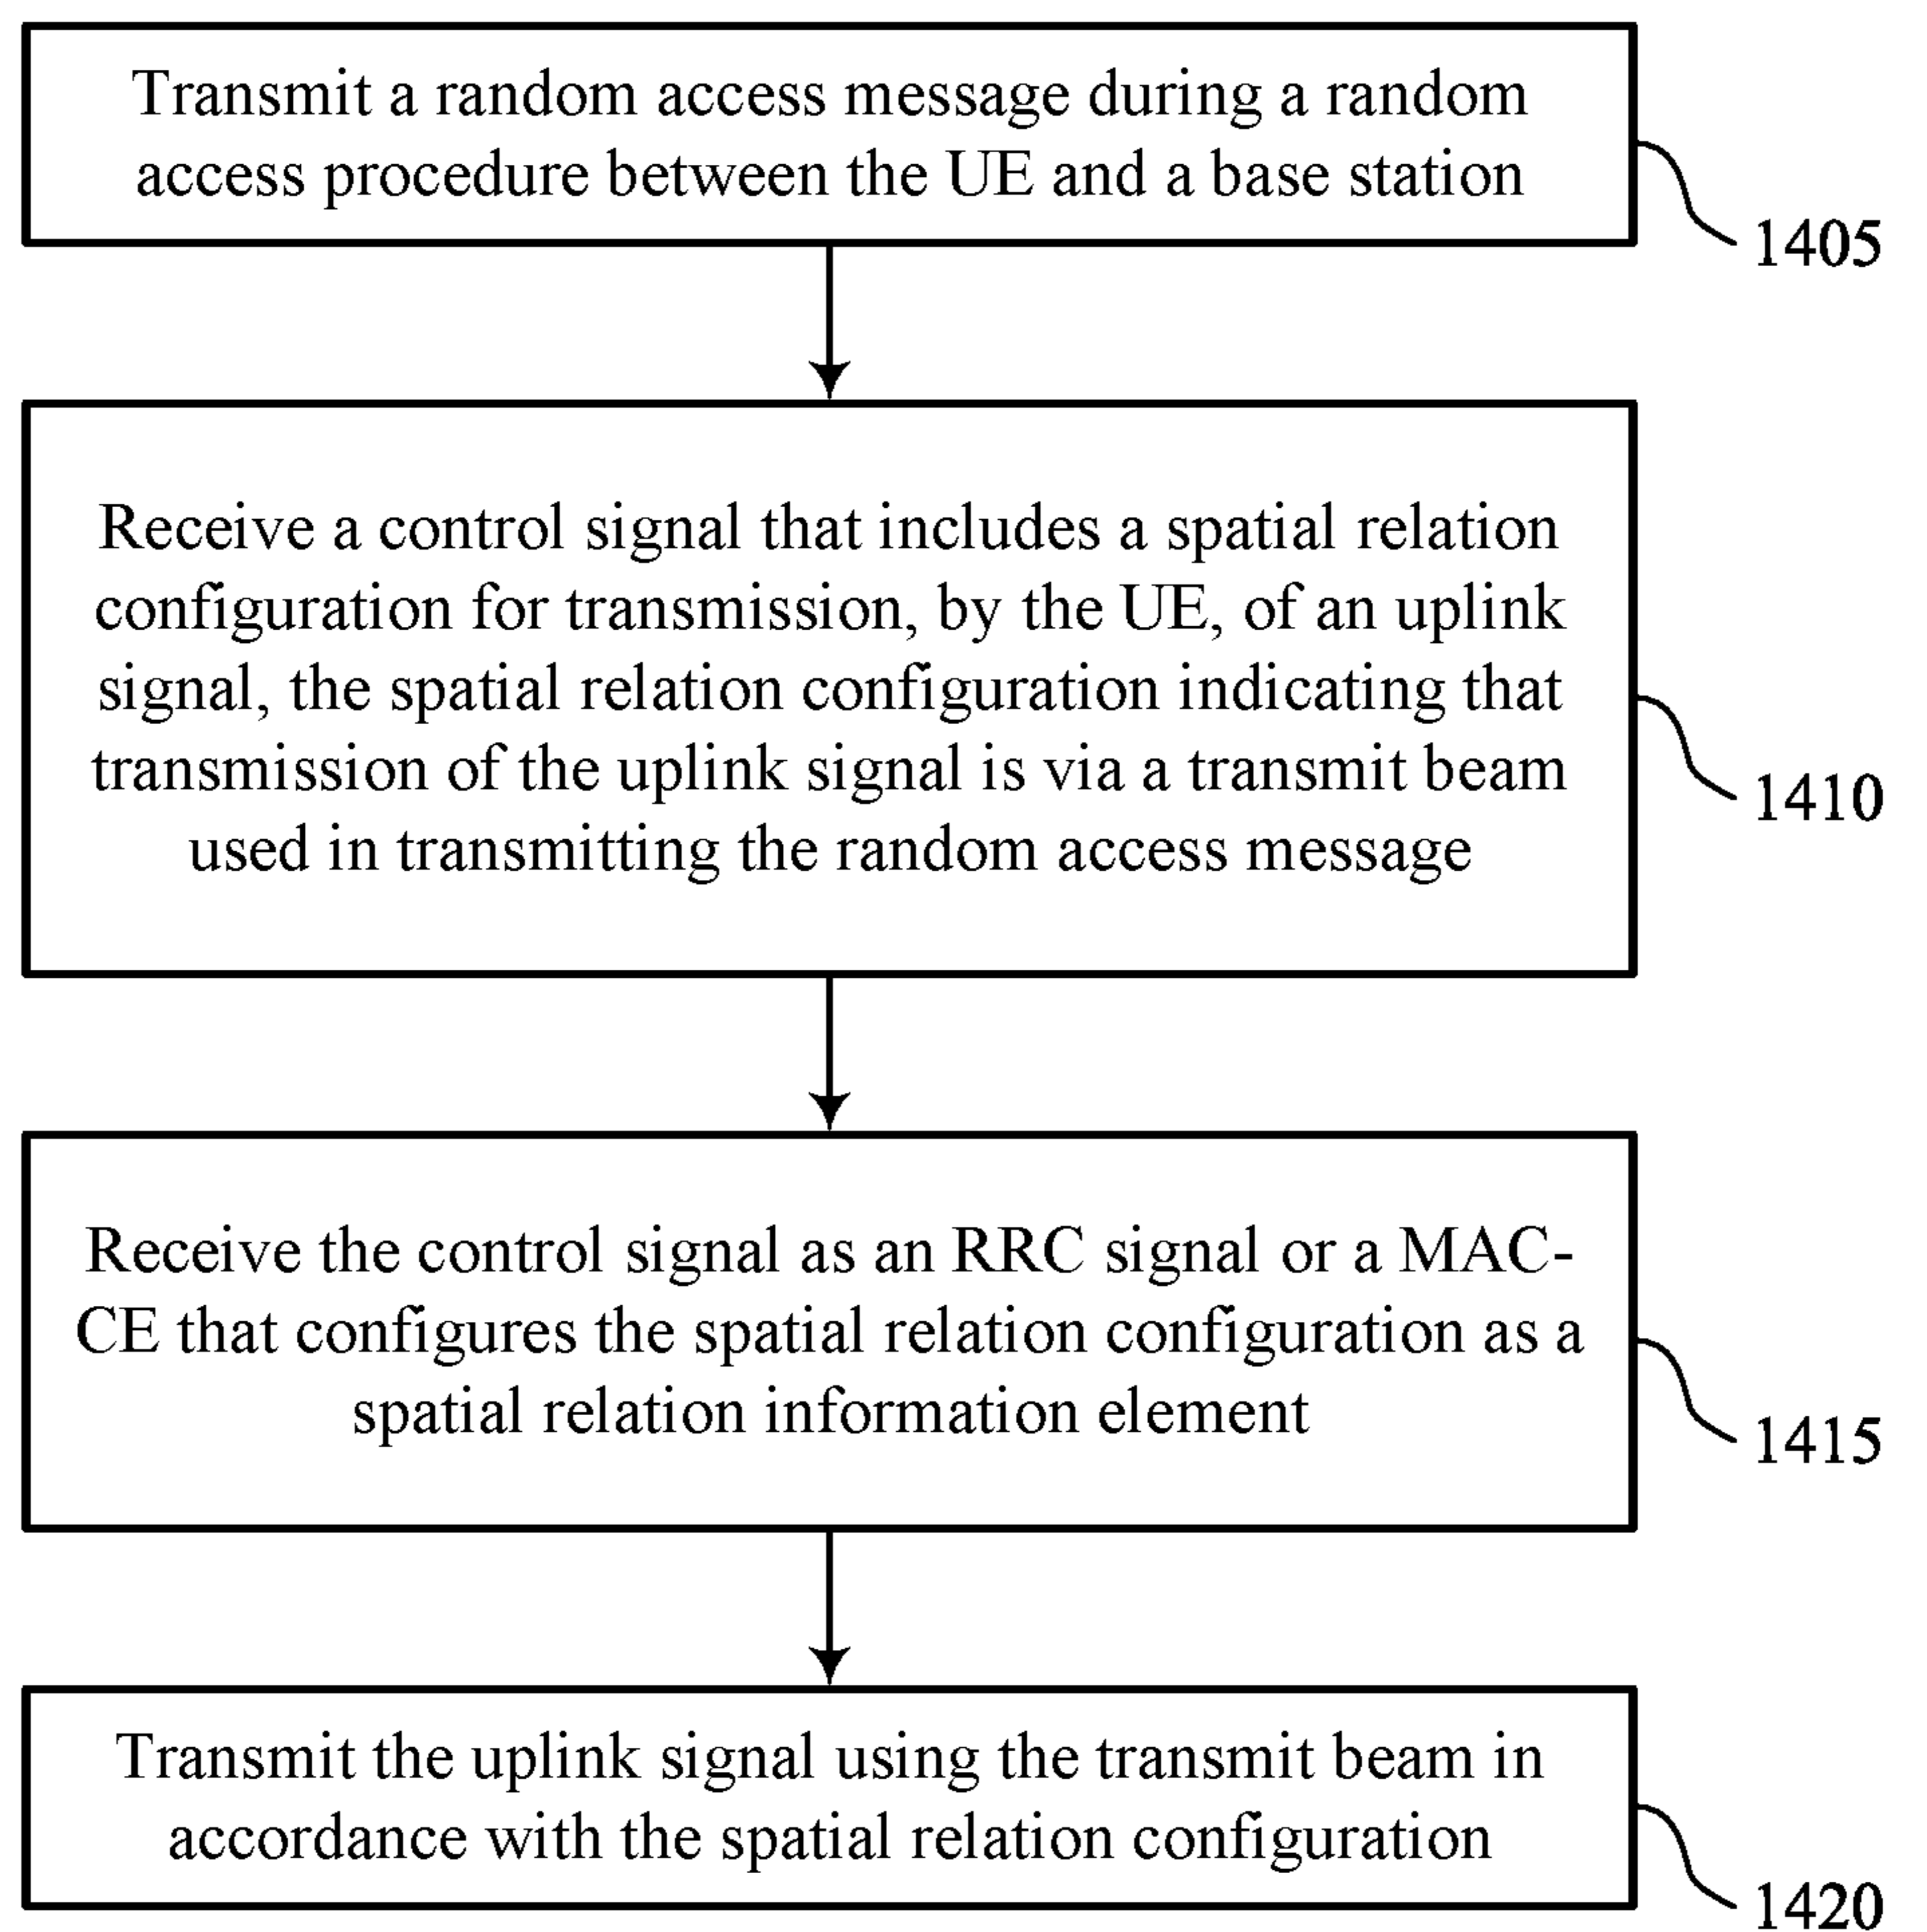 Transmit a random access message during a random
access procedure between the UE and a base station
1405
Receive a control signal that includes a spatial relation
configuration for transmission, by the UE, of an uplink
signal, the spatial relation configuration indicating that
transmission of the uplink signal is via a transmit beam
used in transmitting the random access message
1410
Receive the control signal as an RRC signal or a MAC-
CE that configures the spatial relation configuration as a
spatial relation information element
1415
Transmit the uplink signal using the transmit beam in
accordance with the spatial relation configuration
1420